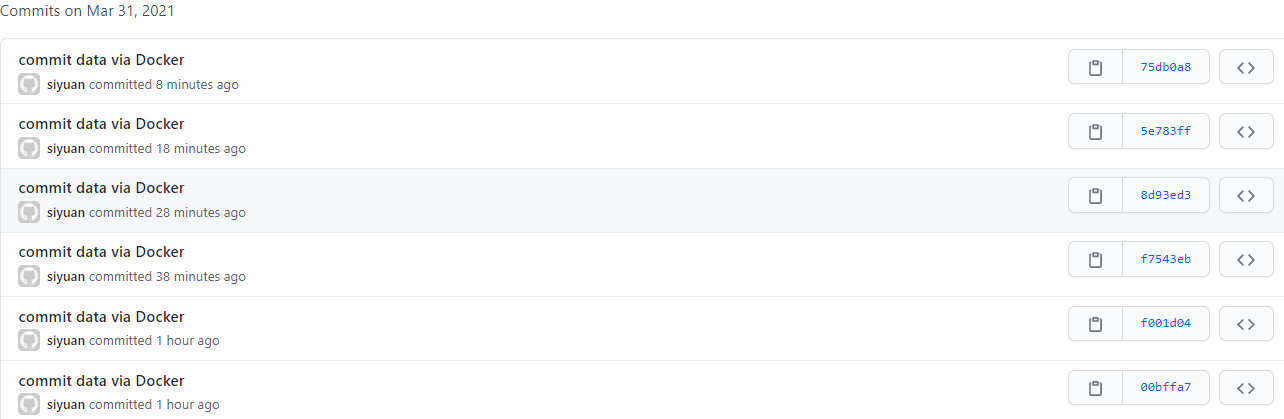 Commits on Mar 31, 2021
commit data via Docker
siyuan committed 8 minutes ago
75db0a8
commit data via Docker
siyuan committed 18 minutes ago
5e783ff
commit data via Docker
siyuan committed 28 minutes ago
8d93ed3
commit data via Docker
siyuan committed 38 minutes ago
f7543eb
commit data via Docker
siyuan committed 1 hour ago
f001d04
commit data via Docker
siyuan committed 1 hour ago
00bffa7